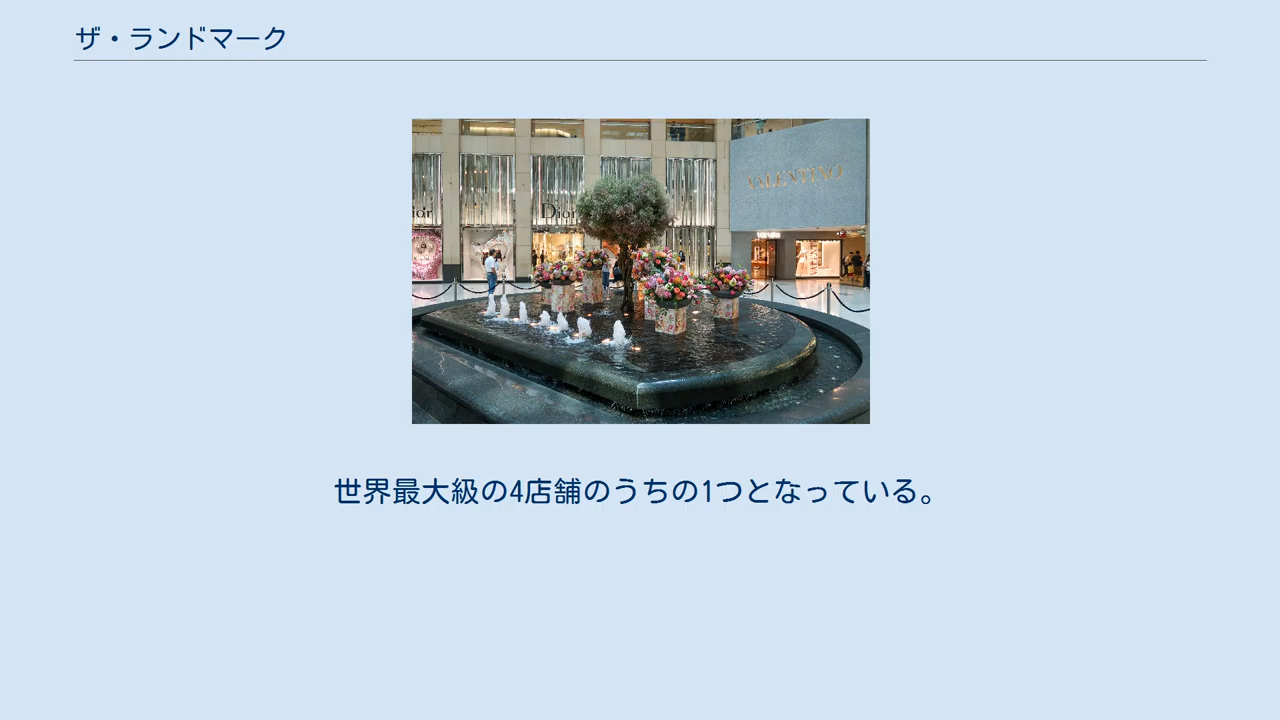 ザ・ランドマーク
VALENTINO
ior
Dior
世界最大級の4店舗のうちの1つとなっている。